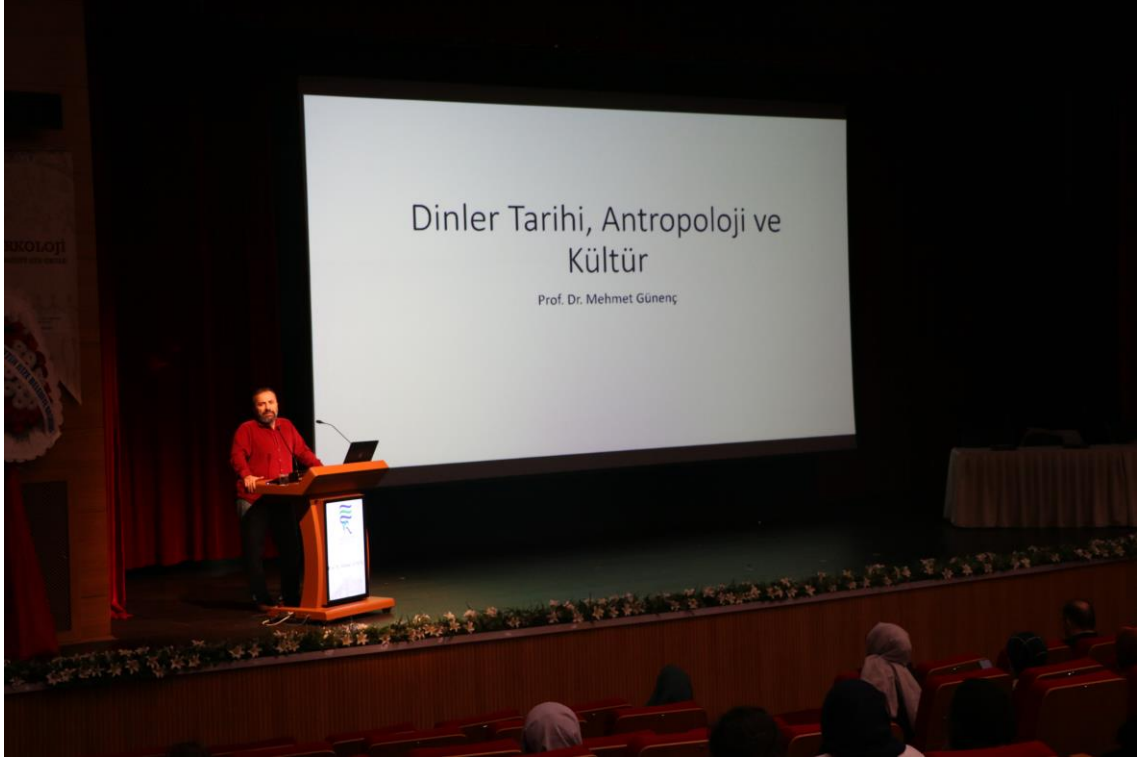 Dinler Tarihi, Antropoloji ve
Kültür
Prof. Dr. Mehmet Günenç